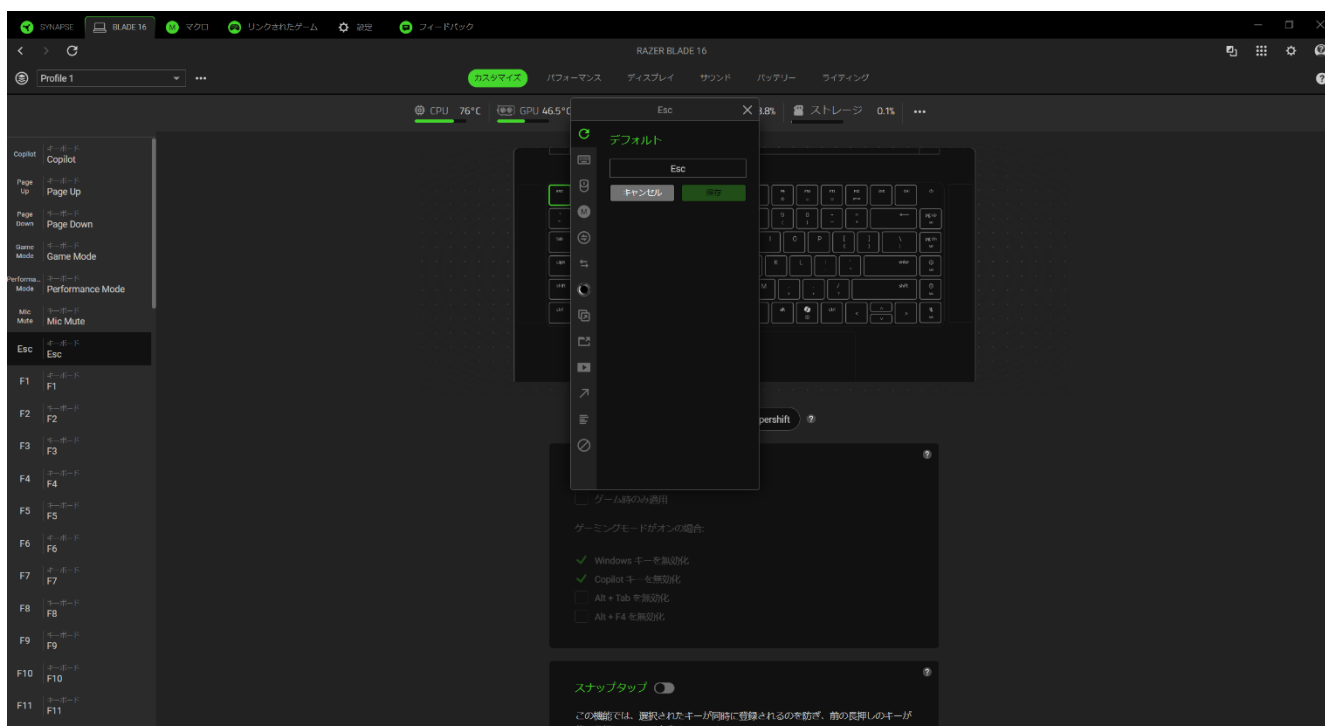 SYNAPSE
BLADE 16
マクロ
リンクされたゲーム
設定
フィードバック
RAZER BLADE 16
Profile 1
カスタマイズ
パフォーマンス
ディスプレイ
サウンド
バッテリー
ライティング
CPU 76°C
GPU 46.5°C
ストレージ 0.1%
Copilot
キーボード
Copilot
Page Up
キーボード
Page Up
Page Down
キーボード
Page Down
Game Mode
キーボード
Game Mode
Performa... Mode
キーボード
Performance Mode
Mic Mute
キーボード
Mic Mute
Esc
キーボード
Esc
F1
キーボード
F1
F2
キーボード
F2
F3
キーボード
F3
F4
キーボード
F4
F5
キーボード
F5
F6
キーボード
F6
F7
キーボード
F7
F8
キーボード
F8
F9
キーボード
F9
F10
キーボード
F10
F11
キーボード
F11
Esc
デフォルト
Esc
キャンセル
保存
O
P
K
L
M
pershift
ゲーム時のみ適用
ゲーミングモードがオンの場合:
Windows キーを無効化
Copilot キーを無効化
Alt + Tab を無効化
Alt + F4 を無効化
スナップタップ
この機能では、選択されたキーが同時に登録されるのを防ぎ、前の長押しのキーが